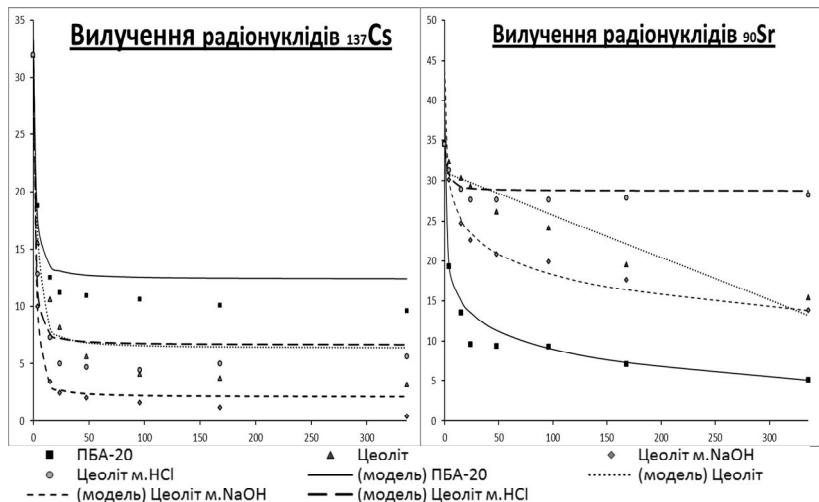 Вилучення радіонуклідів 137Cs
35
30
25
20
15
10
5
0
0 50 100 150 200 250 300
Вилучення радіонуклідів 90Sr
50
45
40
35
30
25
20
15
10
5
0
0 50 100 150 200 250 300
ПБА-20 Цеоліт Цеоліт м.NaOH
Цеоліт м.HCl (модель) ПБА-20 (модель) Цеоліт
(модель) Цеоліт м.NaOH (модель) Цеоліт м.HCl